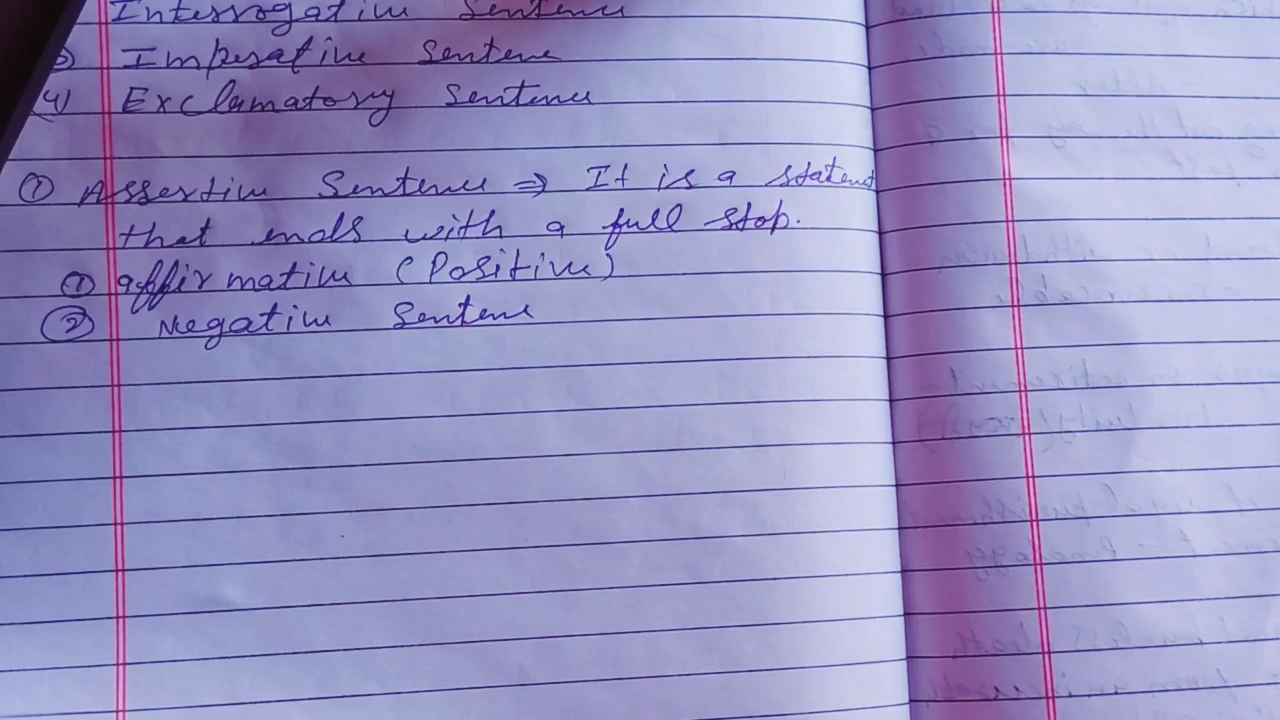 Interrogative Sentence
3) Imperative Sentence
(4) Exclamatory Sentence
① Assertive Sentence ⇒ It is a statement
that ends with a full stop.
① affirmative (Positive)
② Negative Sentence